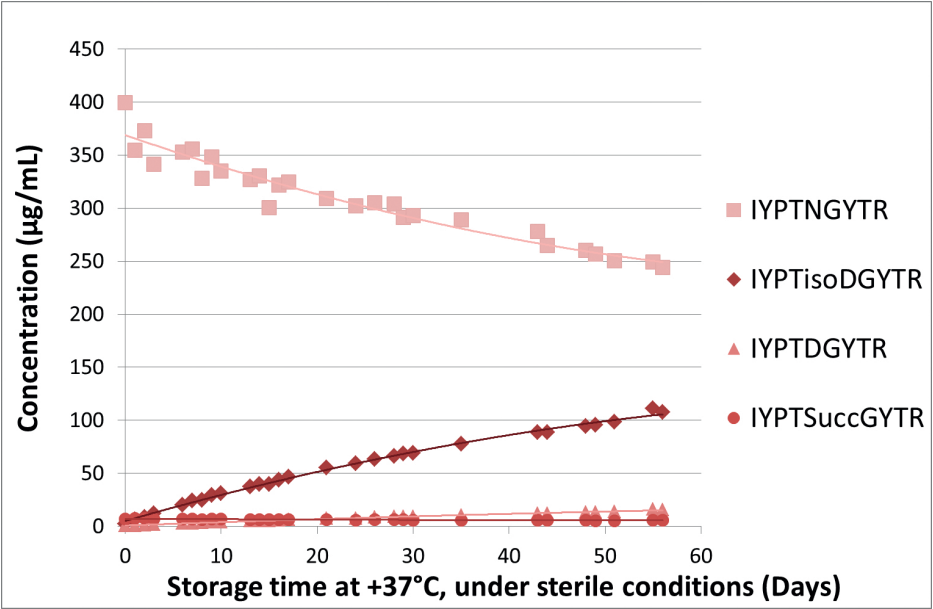 450
400
350
300
250
200
150
100
50
0
Concentration (µg/mL)
0 10 20 30 40 50 60
Storage time at +37°C, under sterile conditions (Days)
IYPTNGYTR
IYPTisoDGYTR
IYPTDGYTR
IYPTSuccGYTR